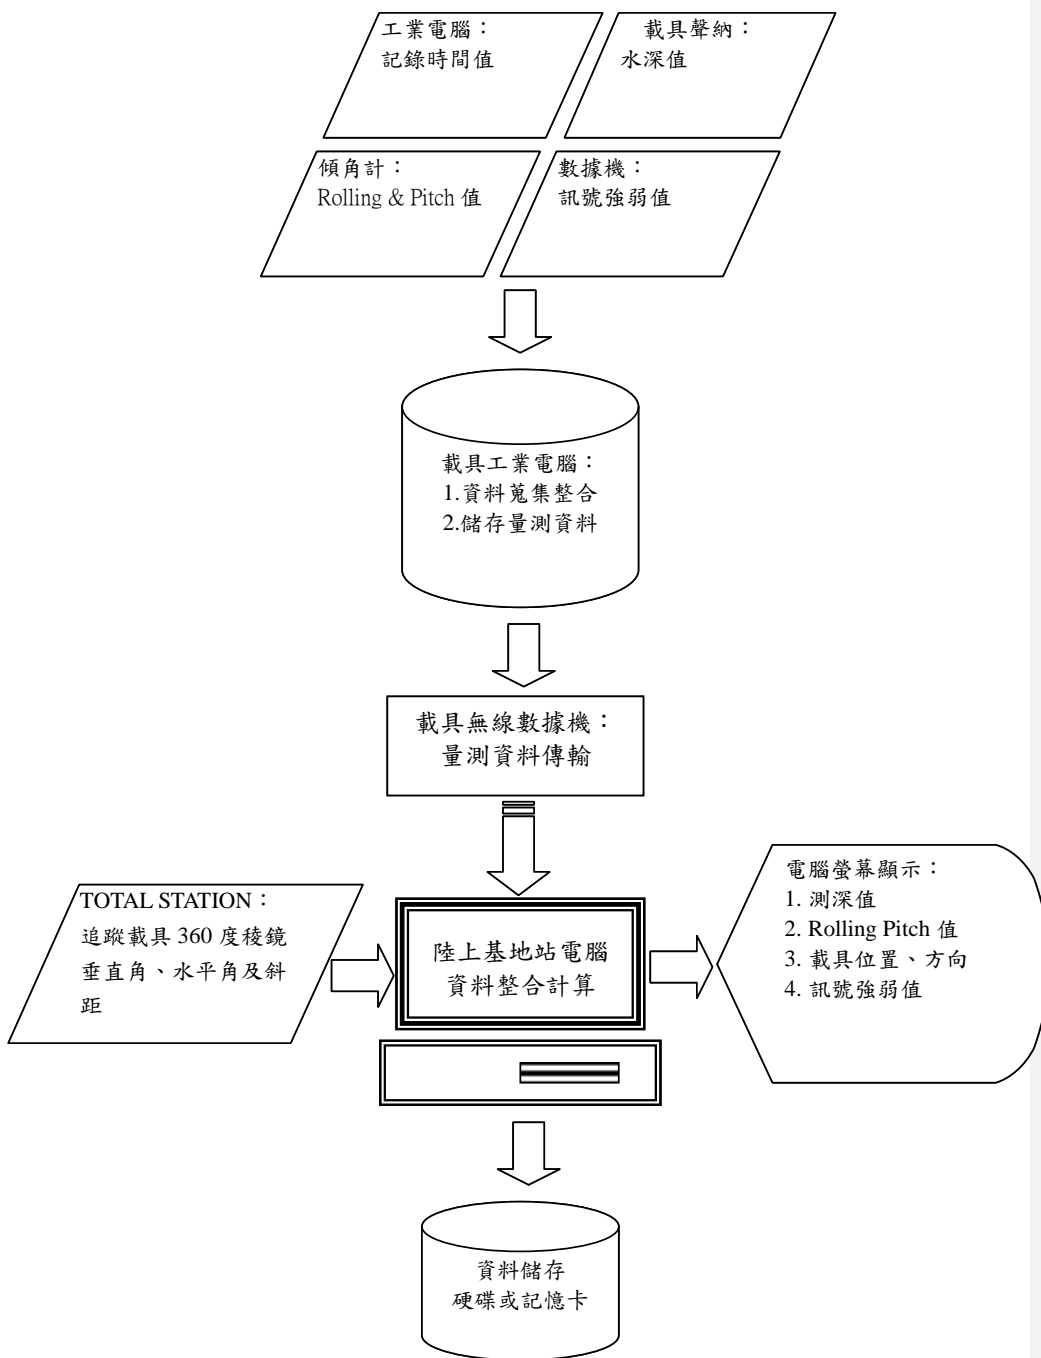 工業電腦：
記錄時間值
載具聲納：
水深值
傾角計：
Rolling & Pitch 值
數據機：
訊號強弱值
載具工業電腦：
1.資料蒐集整合
2.儲存量測資料
載具無線數據機：
量測資料傳輸
TOTAL STATION：
追蹤載具 360 度稜鏡
垂直角、水平角及斜
距
陸上基地站電腦
資料整合計算
電腦螢幕顯示：
1. 測深值
2. Rolling Pitch 值
3. 載具位置、方向
4. 訊號強弱值
資料儲存
硬碟或記憶卡